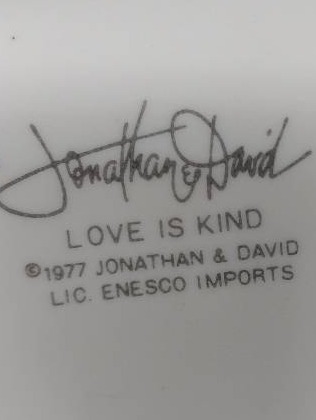 Jonathan & David
LOVE IS KIND
©1977 JONATHAN & DAVID
LIC. ENESCO IMPORTS